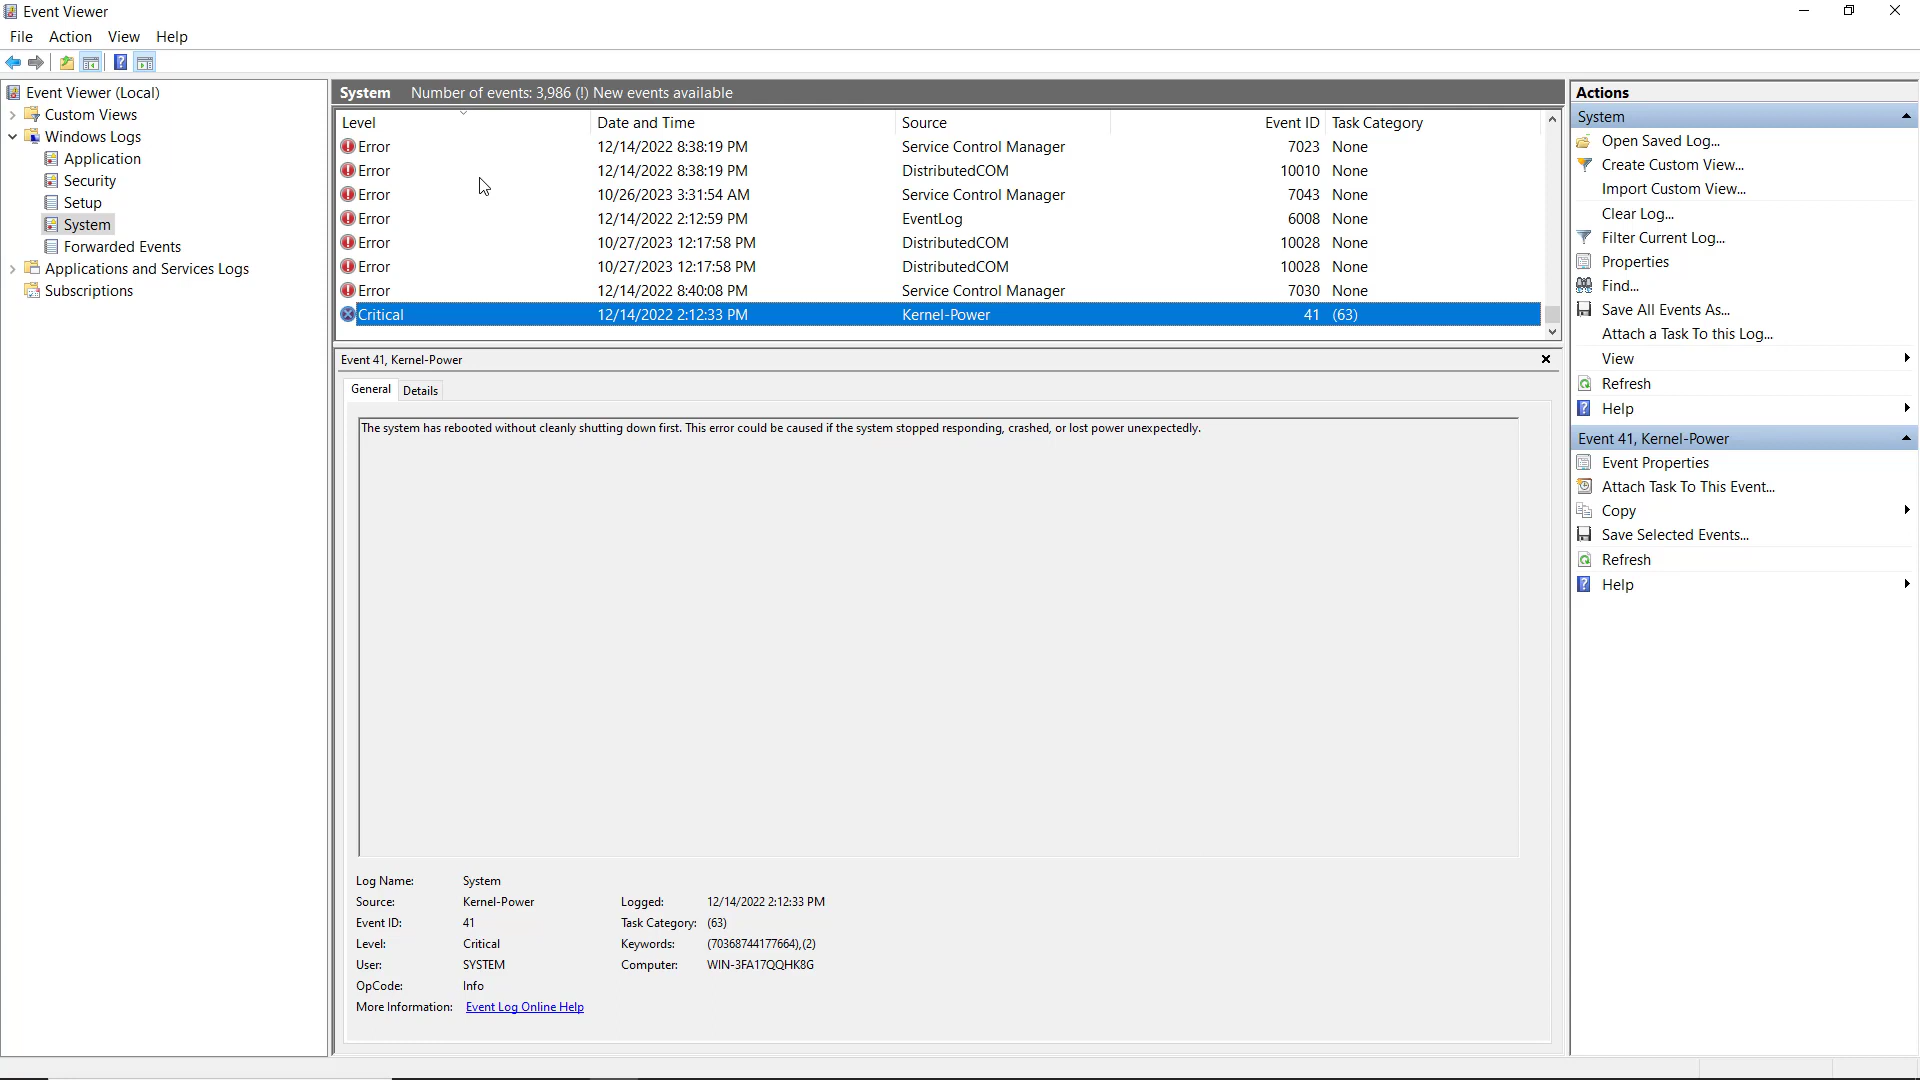 Event Viewer
File Action View Help
Event Viewer (Local)
Custom Views
Windows Logs
Application
Security
Setup
System
Forwarded Events
Applications and Services Logs
Subscriptions
System Number of events: 3,986 (!) New events available
Level Date and Time Source Event ID Task Category
Error 12/14/2022 8:38:19 PM Service Control Manager 7023 None
Error 12/14/2022 8:38:19 PM DistributedCOM 10010 None
Error 10/26/2023 3:31:54 AM Service Control Manager 7043 None
Error 12/14/2022 2:12:59 PM EventLog 6008 None
Error 10/27/2023 12:17:58 PM DistributedCOM 10028 None
Error 10/27/2023 12:17:58 PM DistributedCOM 10028 None
Error 12/14/2022 8:40:08 PM Service Control Manager 7030 None
Critical 12/14/2022 2:12:33 PM Kernel-Power 41 (63)
Event 41, Kernel-Power
General Details
The system has rebooted without cleanly shutting down first. This error could be caused if the system stopped responding, crashed, or lost power unexpectedly.
Log Name: System
Source: Kernel-Power Logged: 12/14/2022 2:12:33 PM
Event ID: 41 Task Category: (63)
Level: Critical Keywords: (70368744177664),(2)
User: SYSTEM Computer: WIN-3FA17QQHK8G
OpCode: Info
More Information: Event Log Online Help
Actions
System
Open Saved Log...
Create Custom View...
Import Custom View...
Clear Log...
Filter Current Log...
Properties
Find...
Save All Events As...
Attach a Task To this Log...
View
Refresh
Help
Event 41, Kernel-Power
Event Properties
Attach Task To This Event...
Copy
Save Selected Events...
Refresh
Help